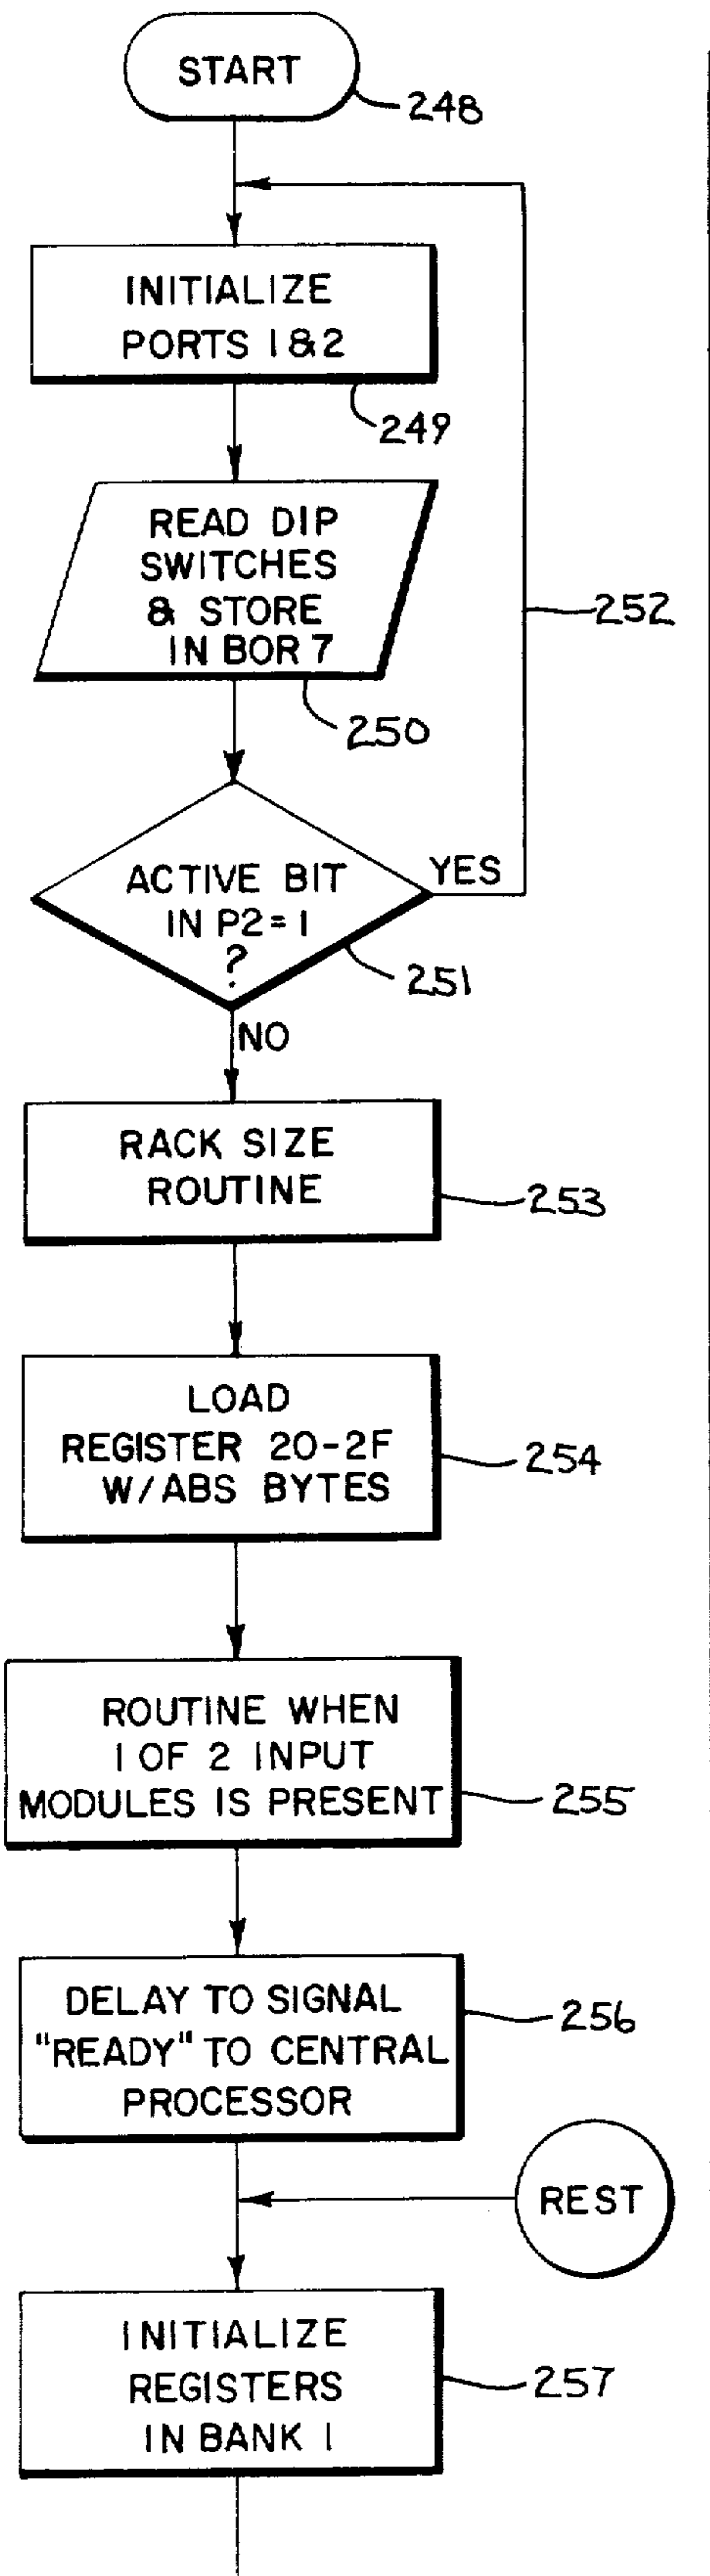 START
248
INITIALIZE
PORTS 1 & 2
249
READ DIP
SWITCHES
& STORE
IN BOR 7
250
252
ACTIVE BIT
IN P2 = 1
?
YES
251
NO
RACK SIZE
ROUTINE
253
LOAD
REGISTER 20-2F
W/ABS BYTES
254
ROUTINE WHEN
1 OF 2 INPUT
MODULES IS PRESENT
255
DELAY TO SIGNAL
"READY" TO CENTRAL
PROCESSOR
256
REST
INITIALIZE
REGISTERS
IN BANK 1
257